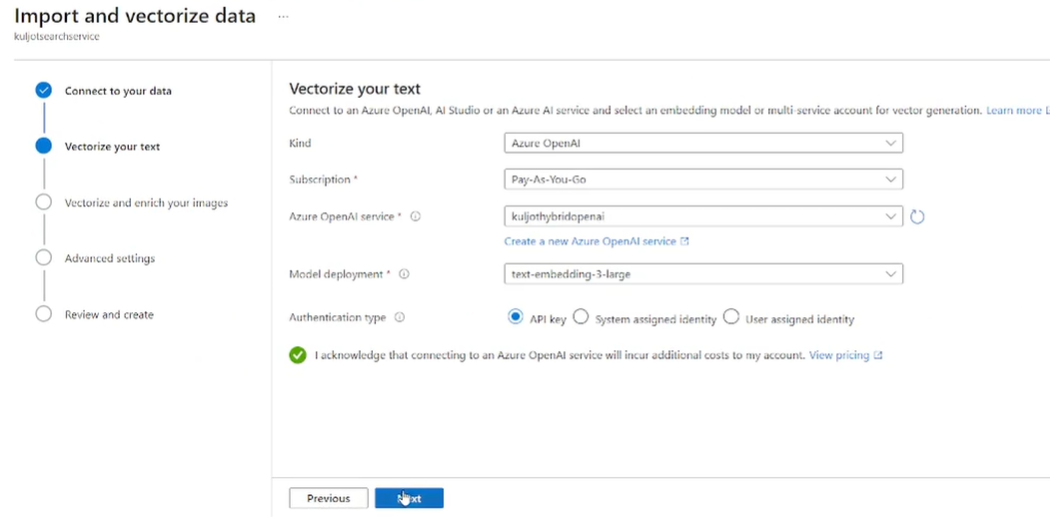 Import and vectorize data ...
kuljotsearchservice
Connect to your data
Vectorize your text
Vectorize and enrich your images
Advanced settings
Review and create
Vectorize your text
Connect to an Azure OpenAI, AI Studio or an Azure AI service and select an embedding model or multi-service account for vector generation. Learn more
Kind
Azure OpenAI
Subscription *
Pay-As-You-Go
Azure OpenAI service *
kuljothybridopenai
Create a new Azure OpenAI service
Model deployment *
text-embedding-3-large
Authentication type
API key System assigned identity User assigned identity
I acknowledge that connecting to an Azure OpenAI service will incur additional costs to my account. View pricing
Previous Next